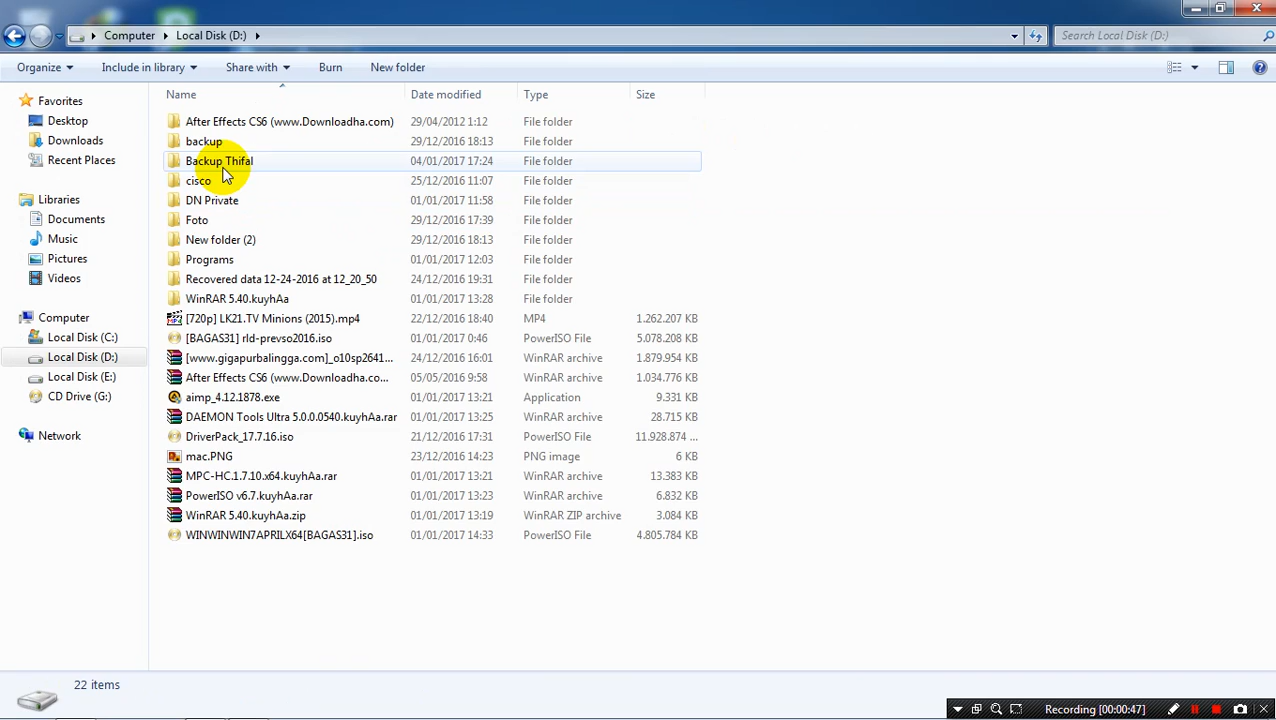 Computer Local Disk (D:) Search Local Disk (D:)
Organize Include in library Share with Burn New folder
Name Date modified Type Size
Favorites
Desktop
Downloads
Recent Places
Libraries
Documents
Music
Pictures
Videos
Computer
Local Disk (C:)
Local Disk (D:)
Local Disk (E:)
CD Drive (G:)
Network
After Effects CS6 (www.Downloadha.com) 29/04/2012 1:12 File folder
backup 29/12/2016 18:13 File folder
Backup Thifal 04/01/2017 17:24 File folder
cisco 25/12/2016 11:07 File folder
DN Private 01/01/2017 11:58 File folder
Foto 29/12/2016 17:39 File folder
New folder (2) 29/12/2016 18:13 File folder
Programs 01/01/2017 12:03 File folder
Recovered data 12-24-2016 at 12_20_50 24/12/2016 19:31 File folder
WinRAR 5.40.kuyhAa 01/01/2017 13:28 File folder
[720p] LK21.TV Minions (2015).mp4 22/12/2016 18:40 MP4 1.262.207 KB
[BAGAS31] rld-prevso2016.iso 01/01/2017 0:46 PowerISO File 5.078.208 KB
[www.gigapurbalingga.com]_o10sp2641... 24/12/2016 16:01 WinRAR archive 1.879.954 KB
After Effects CS6 (www.Downloadha.co... 05/05/2016 9:58 WinRAR archive 1.034.776 KB
aimp_4.12.1878.exe 01/01/2017 13:21 Application 9.331 KB
DAEMON Tools Ultra 5.0.0.0540.kuyhAa.rar 01/01/2017 13:25 WinRAR archive 28.715 KB
DriverPack_17.7.16.iso 21/12/2016 17:31 PowerISO File 11.928.874 ...
mac.PNG 23/12/2016 14:23 PNG image 6 KB
MPC-HC.1.7.10.x64.kuyhAa.rar 01/01/2017 13:21 WinRAR archive 13.383 KB
PowerISO v6.7.kuyhAa.rar 01/01/2017 13:23 WinRAR archive 6.832 KB
WinRAR 5.40.kuyhAa.zip 01/01/2017 13:19 WinRAR ZIP archive 3.084 KB
WINWINWIN7APRILX64[BAGAS31].iso 01/01/2017 14:33 PowerISO File 4.805.784 KB
22 items
Recording [00:00:47]